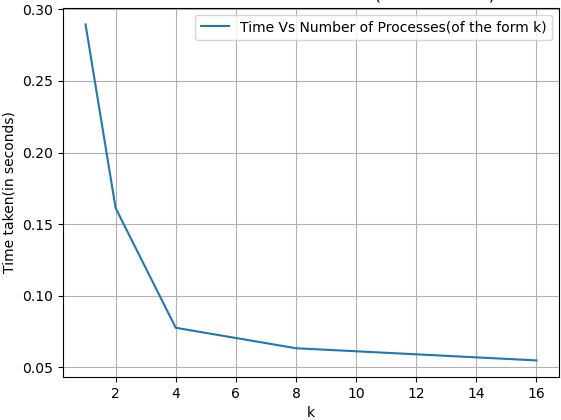 0.30
Time Vs Number of Processes(of the form k)
0.25
0.20
0.15
0.10
0.05
Time taken(in seconds)
2 4 6 8 10 12 14 16
k